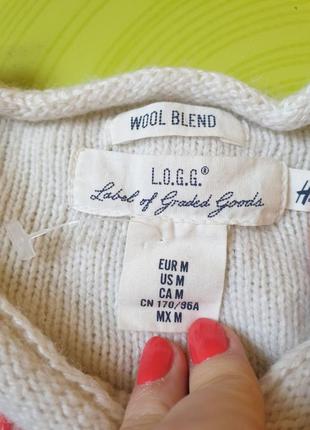 WOOL BLEND
L.O.G.G.®
Label of Graded Goods
EUR M
US M
CA M
CN 170/96A
MX M